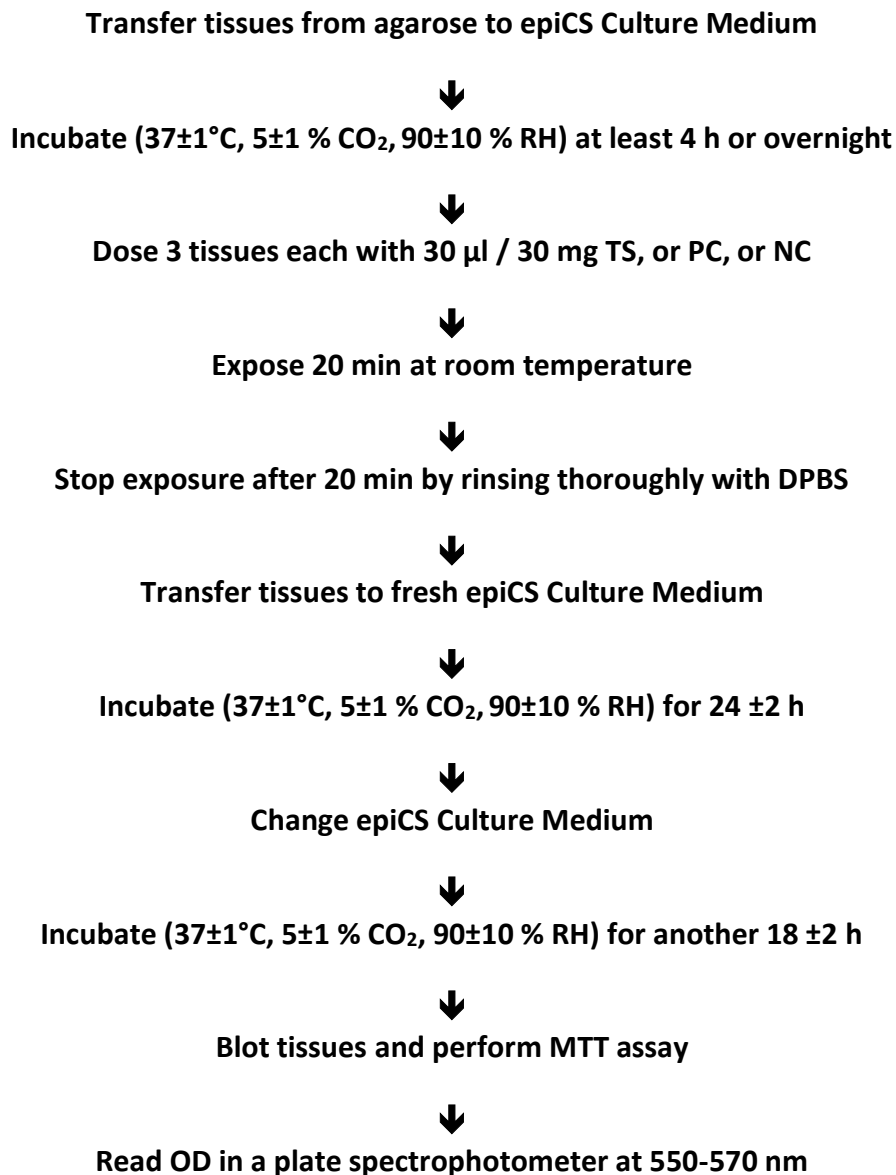 Transfer tissues from agarose to epiCS Culture Medium
Incubate (37±1°C, 5±1 % CO₂, 90±10 % RH) at least 4 h or overnight
Dose 3 tissues each with 30 µl / 30 mg TS, or PC, or NC
Expose 20 min at room temperature
Stop exposure after 20 min by rinsing thoroughly with DPBS
Transfer tissues to fresh epiCS Culture Medium
Incubate (37±1°C, 5±1 % CO₂, 90±10 % RH) for 24 ±2 h
Change epiCS Culture Medium
Incubate (37±1°C, 5±1 % CO₂, 90±10 % RH) for another 18 ±2 h
Blot tissues and perform MTT assay
Read OD in a plate spectrophotometer at 550-570 nm